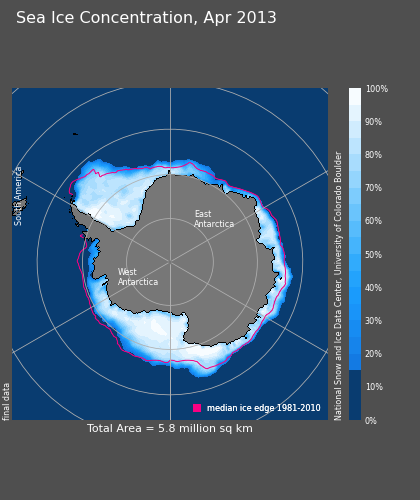 Sea Ice Concentration, Apr 2013
South America
East
Antarctica
West
Antarctica
100%
90%
80%
70%
60%
50%
40%
30%
20%
10%
0%
National Snow and Ice Data Center, University of Colorado Boulder
final data
median ice edge 1981-2010
Total Area = 5.8 million sq km